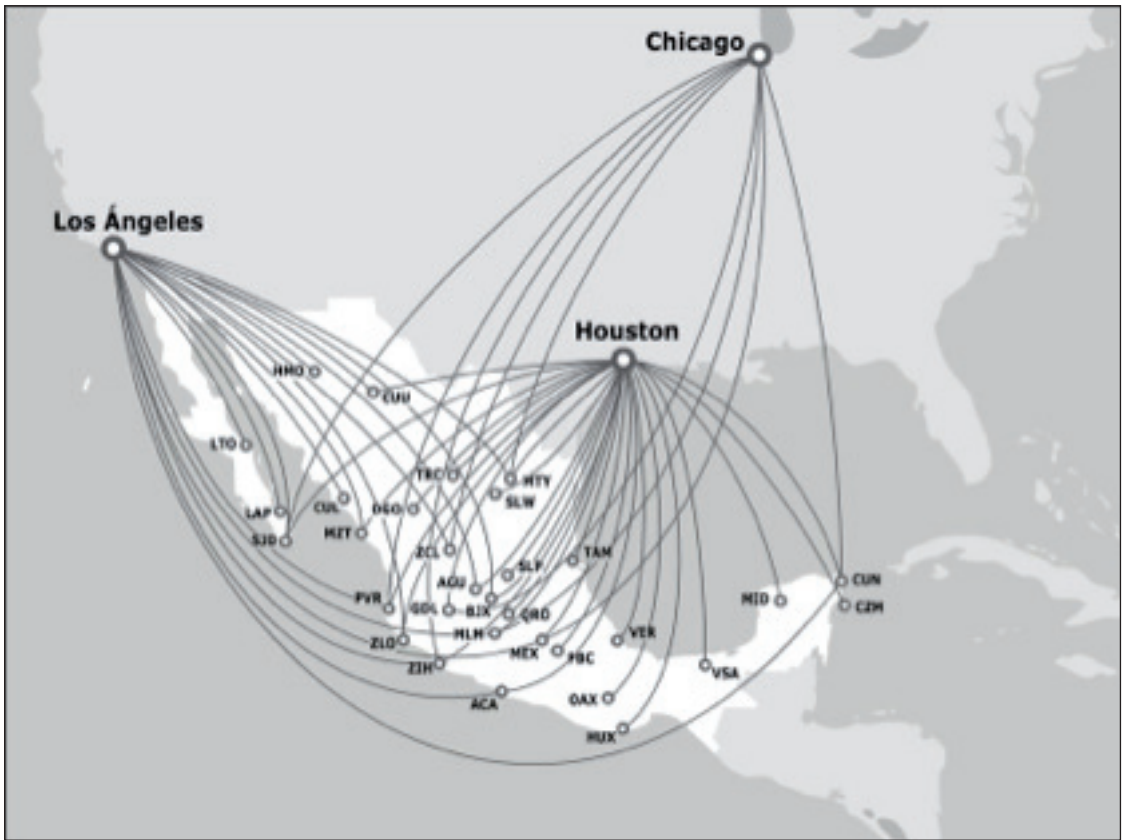 Chicago
Los Ángeles
Houston
HMO
CUU
LTO
TRC
MTY
SLW
LAP
CUL
DGO
SJD
MZT
ZCL
TAM
SLP
AGU
CUN
PVR
GDL
BJX
QRO
MID
CZM
ZLO
MLM
MEX
PBC
VER
ZIH
VSA
ACA
OAX
HUX